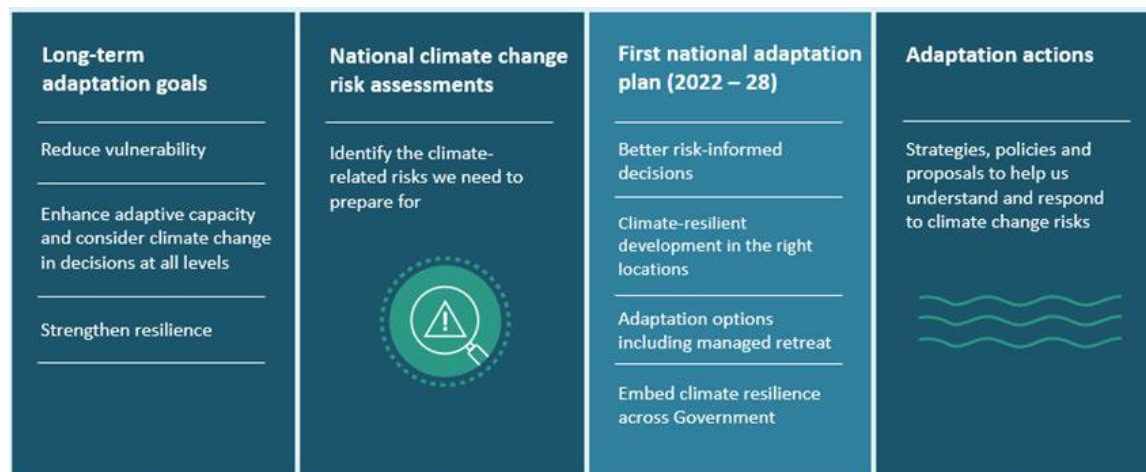 Long-term
adaptation goals
Reduce vulnerability
Enhance adaptive capacity
and consider climate change
in decisions at all levels
Strengthen resilience
National climate change
risk assessments
Identify the climate-
related risks we need to
prepare for
First national adaptation
plan (2022 – 28)
Better risk-informed
decisions
Climate-resilient
development in the right
locations
Adaptation options
including managed retreat
Embed climate resilience
across Government
Adaptation actions
Strategies, policies and
proposals to help us
understand and respond
to climate change risks